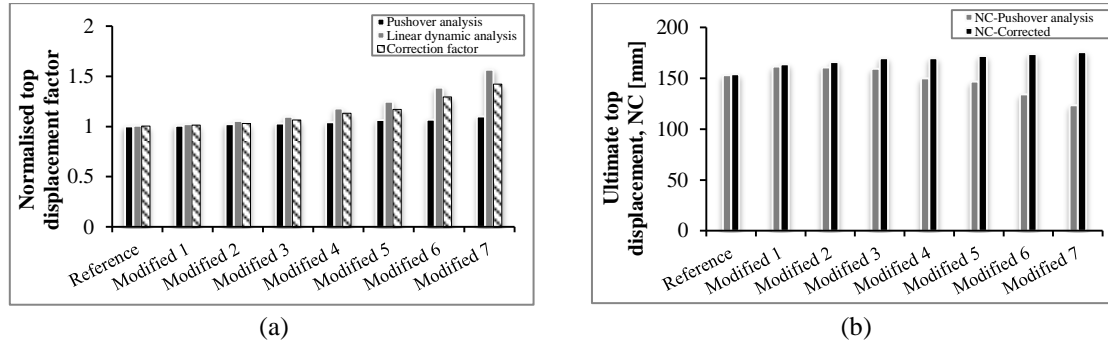 Normalised top
displacement factor
2
1.5
1
0.5
0
Pushover analysis
Linear dynamic analysis
Correction factor
Reference
Modified 1
Modified 2
Modified 3
Modified 4
Modified 5
Modified 6
Modified 7
(a)
Ultimate top
displacement, NC [mm]
200
150
100
50
0
NC-Pushover analysis
NC-Corrected
Reference
Modified 1
Modified 2
Modified 3
Modified 4
Modified 5
Modified 6
Modified 7
(b)